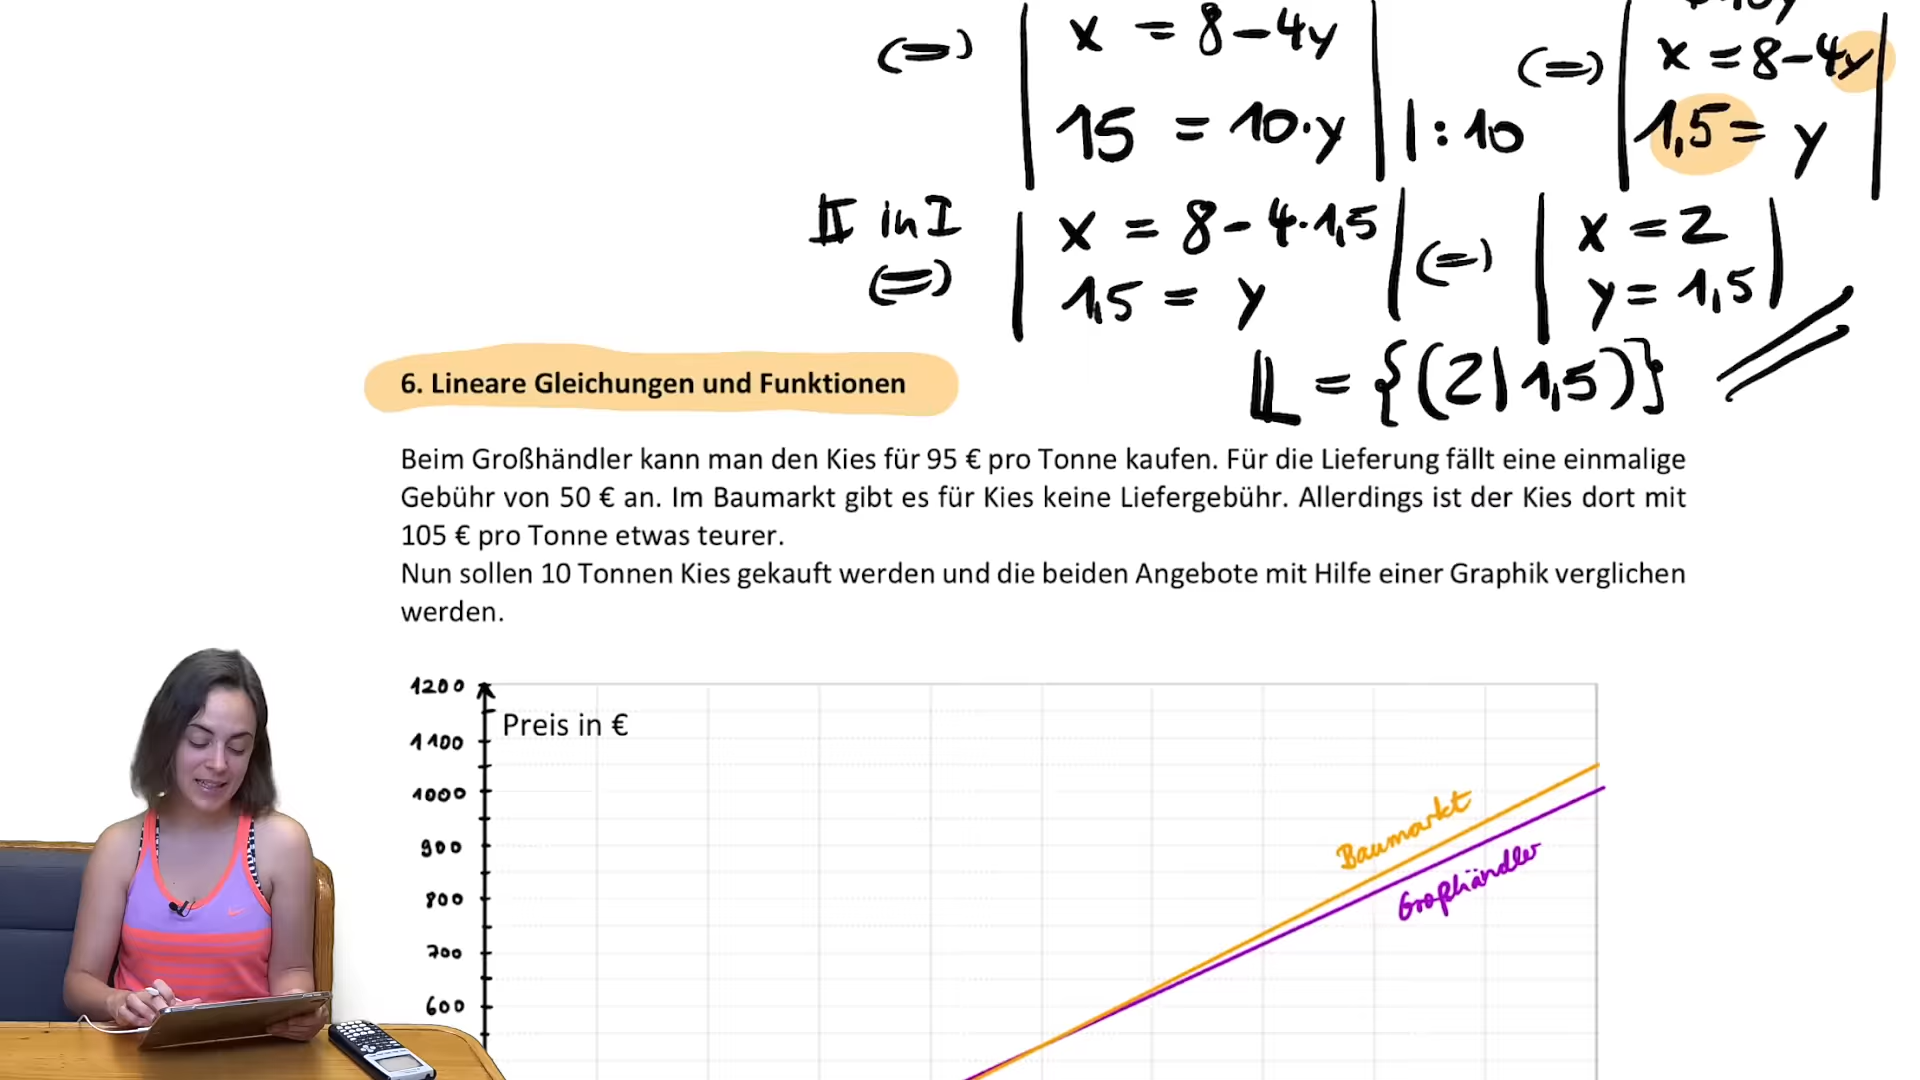 (=) | x = 8-4y | (=) | x = 8-4y |
| 15 = 10·y | |:10 | 1,5 = y |
II in I | x = 8-4·1,5 | (=) | x = 2 |
(=) | 1,5 = y | | y = 1,5 |
𝕃 = {(2|1,5)}
6. Lineare Gleichungen und Funktionen
Beim Großhändler kann man den Kies für 95 € pro Tonne kaufen. Für die Lieferung fällt eine einmalige
Gebühr von 50 € an. Im Baumarkt gibt es für Kies keine Liefergebühr. Allerdings ist der Kies dort mit
105 € pro Tonne etwas teurer.
Nun sollen 10 Tonnen Kies gekauft werden und die beiden Angebote mit Hilfe einer Graphik verglichen
werden.
1200
Preis in €
1100
1000
900
800
700
600
Baumarkt
Großhändler